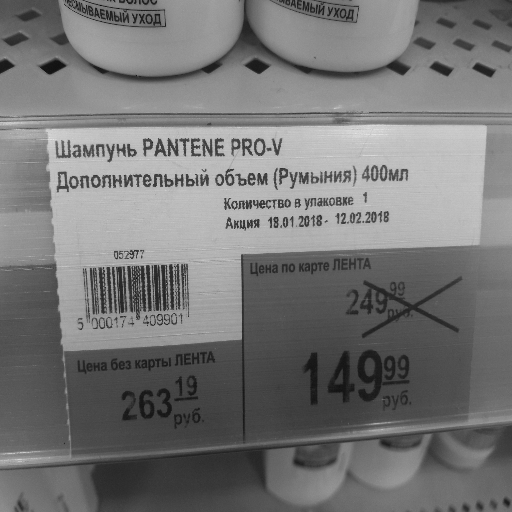 СМЫВАЕМЫЙ УХОД
ВАЕМЫЙ УХОД
Шампунь PANTENE PRO-V
Дополнительный объем (Румыния) 400мл
Количество в упаковке 1
Акция 18.01.2018 - 12.02.2018
052977
5 000174 409901
Цена по карте ЛЕНТА
249 99
руб.
149 99
руб.
Цена без карты ЛЕНТА
263 19
руб.